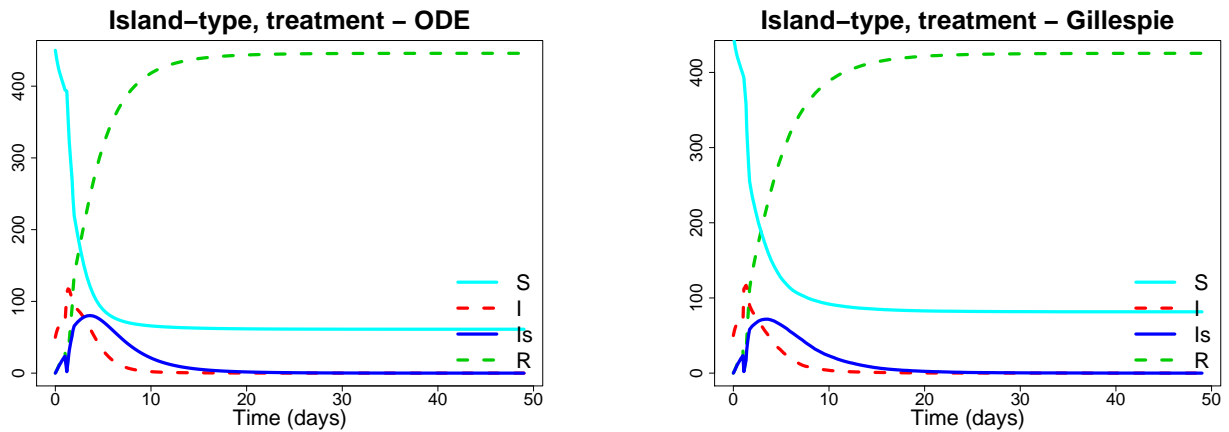 Island−type, treatment − ODE
400
300
200
100
0
S
I
Is
R
0 10 20 30 40 50
Time (days)
Island−type, treatment − Gillespie
400
300
200
100
0
S
I
Is
R
0 10 20 30 40 50
Time (days)